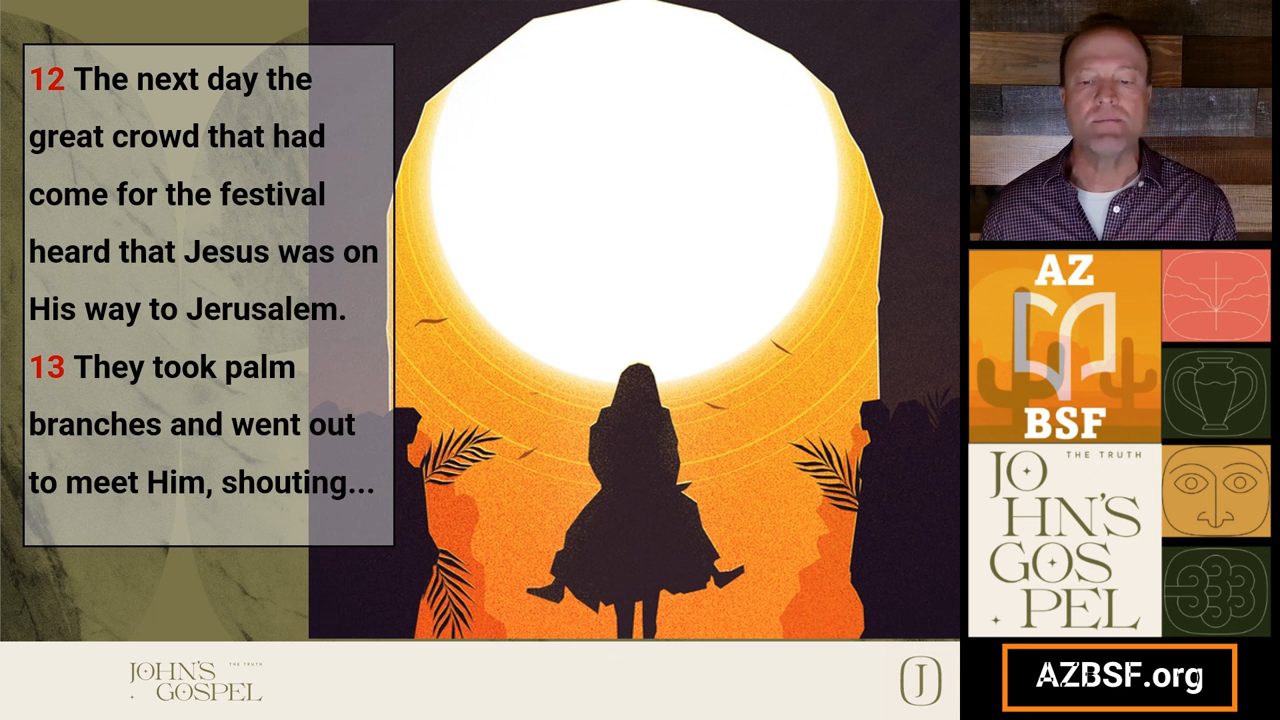 12 The next day the
great crowd that had
come for the festival
heard that Jesus was on
His way to Jerusalem.
13 They took palm
branches and went out
to meet Him, shouting...
JOHN'S THE TRUTH
GOSPEL
J
AZ
BSF
THE TRUTH
JO
HN'S
GOS
PEL
AZBSF.org